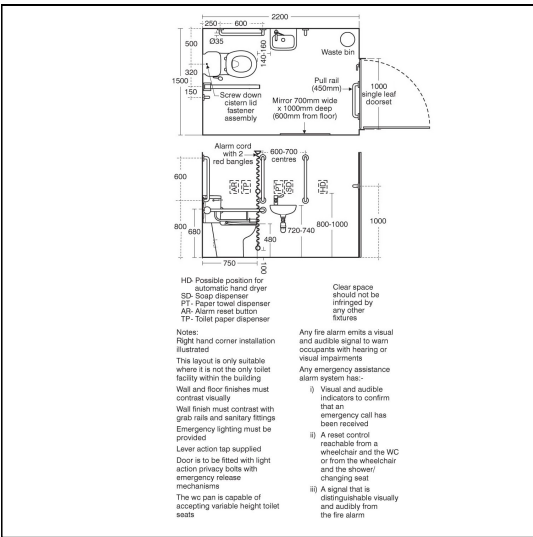 2200
250
600
Ø35
500
320
1500
150
140-160
Waste bin
Pull rail
(450mm)
1000
single leaf
doorset
Screw down
cistern lid
fastener
assembly
Mirror 700mm wide
x 1000mm deep
(600mm from floor)
Alarm cord
with 2
red bangles
600-700
centres
600
AR
TP
PT
SD
HD
800
680
480
720-740
800-1000
1000
750
100
HD- Possible position for
automatic hand dryer
SD- Soap dispenser
PT- Paper towel dispenser
AR- Alarm reset button
TP- Toilet paper dispenser
Clear space
should not be
infringed by
any other
fixtures
Notes:
Right hand corner installation
illustrated
This layout is only suitable
where it is not the only toilet
facility within the building
Wall and floor finishes must
contrast visually
Wall finish must contrast with
grab rails and sanitary fittings
Emergency lighting must be
provided
Lever action tap supplied
Door is to be fitted with light
action privacy bolts with
emergency release
mechanisms
The wc pan is capable of
accepting variable height toilet
seats
Any fire alarm emits a visual
and audible signal to warn
occupants with hearing or
visual impairments
Any emergency assistance
alarm system has:-
i) Visual and audible
indicators to confirm
that an
emergency call has
been received
ii) A reset control
reachable from a
wheelchair and the WC
or from the wheelchair
and the shower/
changing seat
iii) A signal that is
distinguishable visually
and audibly from
the fire alarm